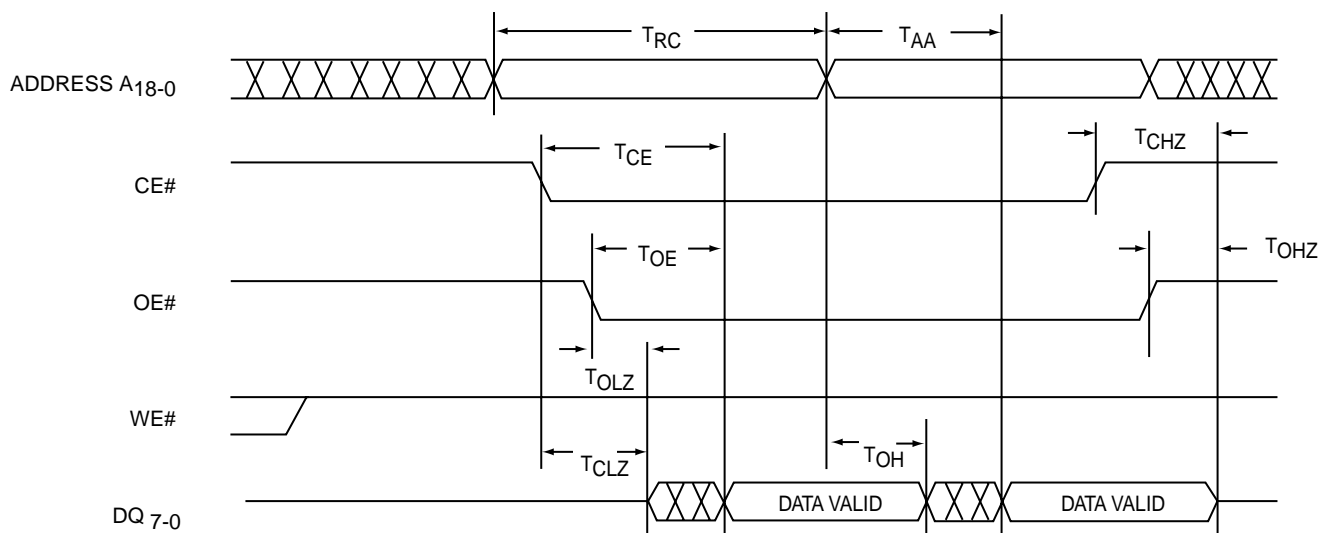 TRC
TAA
ADDRESS A18-0
TCE
TCHZ
CE#
TOE
TOHZ
OE#
TOLZ
WE#
TCLZ
TOH
DQ 7-0
DATA VALID
DATA VALID